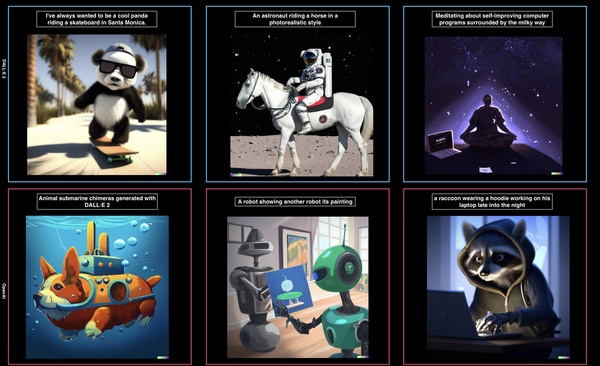 DALL·E 2
I've always wanted to be a cool panda
riding a skateboard in Santa Monica.
An astronaut riding a horse in a
photorealistic style
Meditating about self-improving computer
programs surrounded by the milky way
OpenAI
Animal submarine chimeras generated with
DALL·E 2
A robot showing another robot its painting
a raccoon wearing a hoodie working on his
laptop late into the night